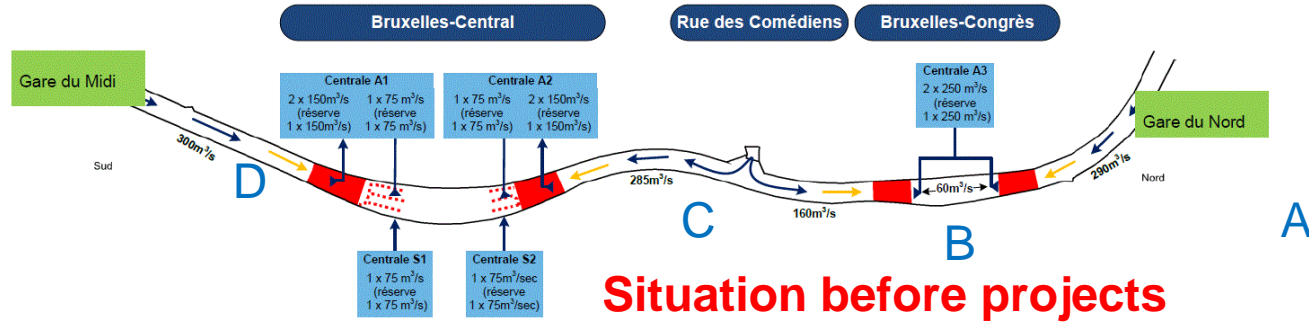 Bruxelles-Central
Rue des Comédiens
Bruxelles-Congrès
Gare du Midi
Centrale A1
2 x 150m³/s
(réserve
1 x 150m³/s)
1 x 75 m³/s
(réserve
1 x 75 m³/s)
Centrale A2
1 x 75 m³/s
(réserve
1 x 75 m³/s)
2 x 150m³/s
(réserve
1 x 150m³/s)
Centrale A3
2 x 250 m³/s
(réserve
1 x 250 m³/s)
Gare du Nord
300m³/s
Sud
D
285m³/s
160m³/s
60m³/s
290m³/s
Nord
C
B
A
Centrale S1
1 x 75 m³/s
(réserve
1 x 75 m³/s)
Centrale S2
1 x 75m³/sec
(réserve
1 x 75m³/sec)
Situation before projects